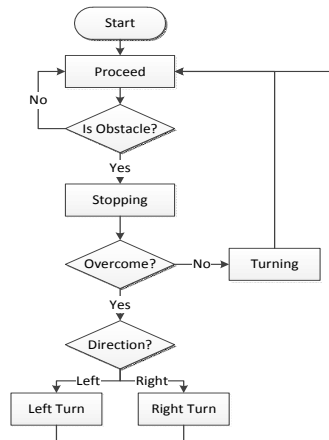 Start
Proceed
No
Is Obstacle?
Yes
Stopping
Overcome?
No
Turning
Yes
Direction?
Left
Right
Left Turn
Right Turn